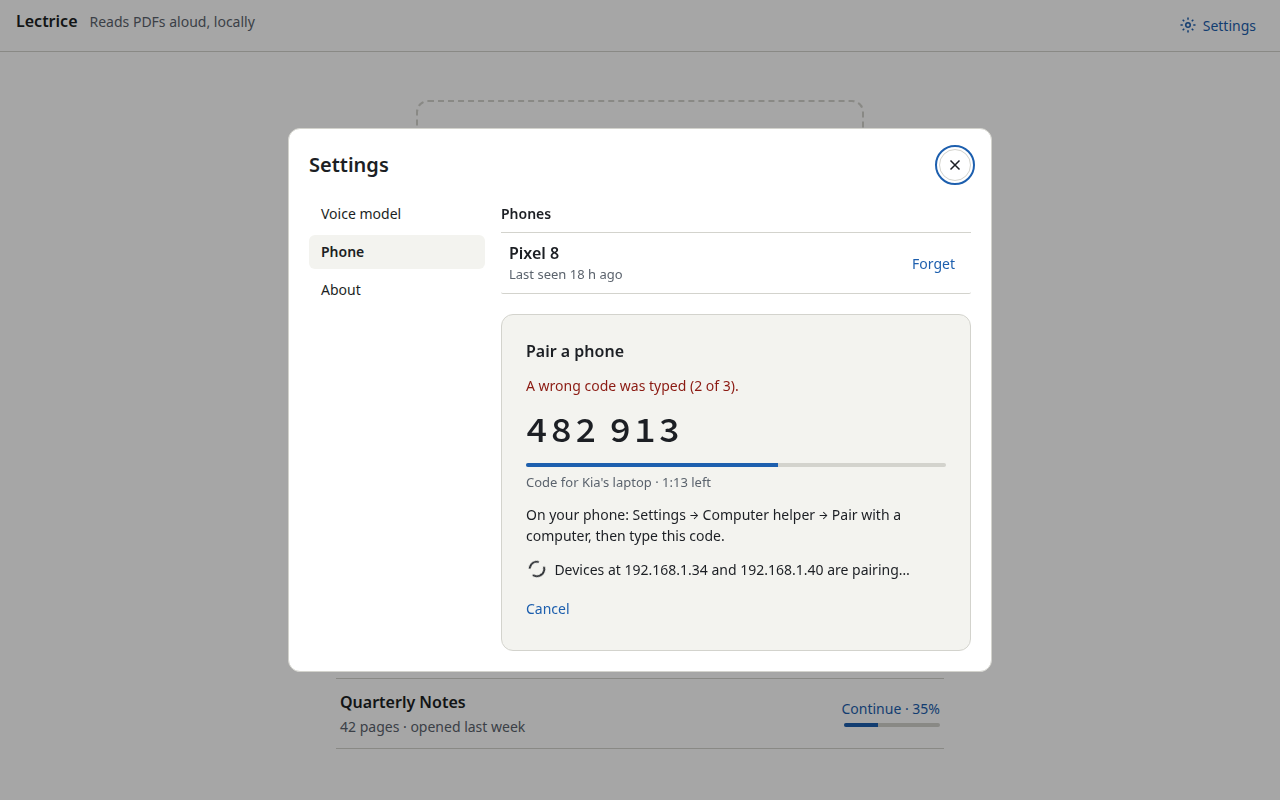 Lectrice Reads PDFs aloud, locally
Settings
Settings
Voice model
Phone
About
Phones
Pixel 8
Last seen 18 h ago
Forget
Pair a phone
A wrong code was typed (2 of 3).
482 913
Code for Kia's laptop · 1:13 left
On your phone: Settings → Computer helper → Pair with a
computer, then type this code.
Devices at 192.168.1.34 and 192.168.1.40 are pairing…
Cancel
Quarterly Notes
42 pages · opened last week
Continue · 35%